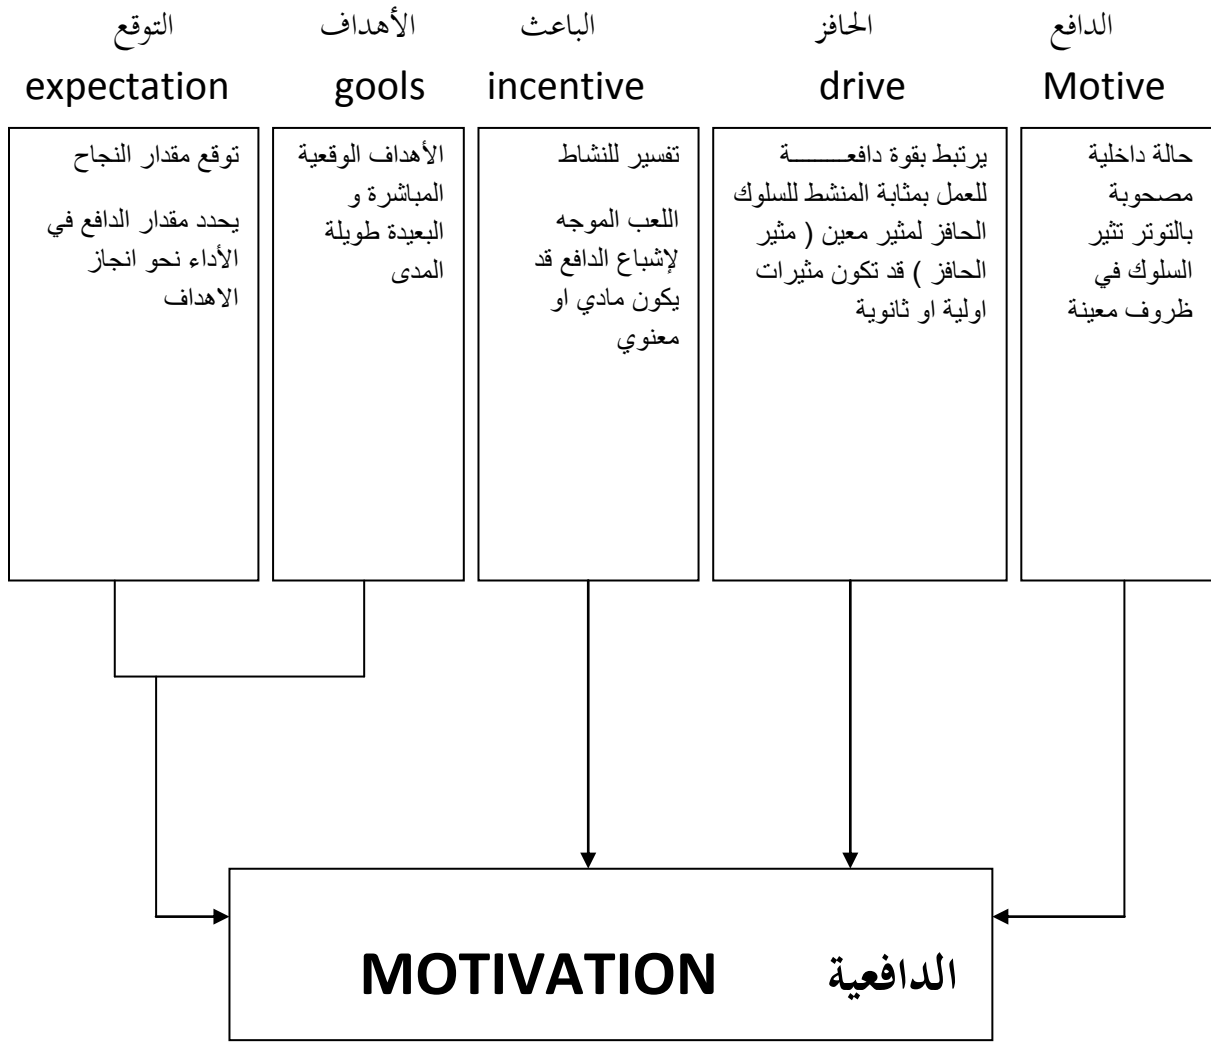 الدافع
الحافز
الباعث
الأهداف
التوقع
Motive
drive
incentive
gools
expectation
حالة داخلية
مصحوبة
بالتوتر تثير
السلوك في
ظروف معينة
يرتبط بقوة دافعـــــــــة
للعمل بمثابة المنشط للسلوك
الحافز لمثير معين ( مثير
الحافز ) قد تكون مثيرات
اولية او ثانوية
تفسير للنشاط
اللعب الموجه
لإشباع الدافع قد
يكون مادي او
معنوي
الأهداف الوقعية
المباشرة و
البعيدة طويلة
المدى
توقع مقدار النجاح
يحدد مقدار الدافع في
الأداء نحو انجاز
الاهداف
الدافعية MOTIVATION